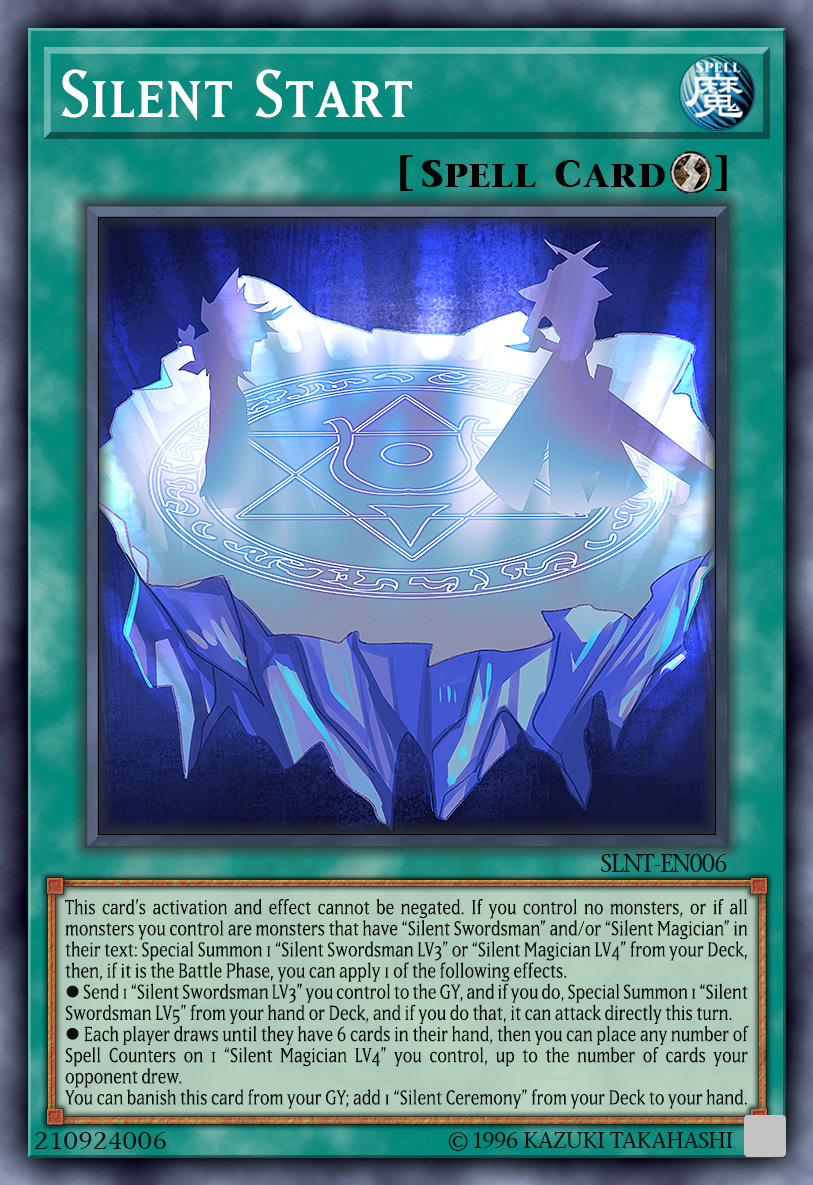 Silent Start
SPELL
魔
[Spell Card]
SLNT-EN006
This card's activation and effect cannot be negated. If you control no monsters, or if all
monsters you control are monsters that have “Silent Swordsman” and/or “Silent Magician” in
their text: Special Summon 1 “Silent Swordsman LV3” or “Silent Magician LV4” from your Deck,
then, if it is the Battle Phase, you can apply 1 of the following effects.
● Send 1 “Silent Swordsman LV3” you control to the GY, and if you do, Special Summon 1 “Silent
Swordsman LV5” from your hand or Deck, and if you do that, it can attack directly this turn.
● Each player draws until they have 6 cards in their hand, then you can place any number of
Spell Counters on 1 “Silent Magician LV4” you control, up to the number of cards your
opponent drew.
You can banish this card from your GY; add 1 “Silent Ceremony” from your Deck to your hand.
210924006
© 1996 KAZUKI TAKAHASHI